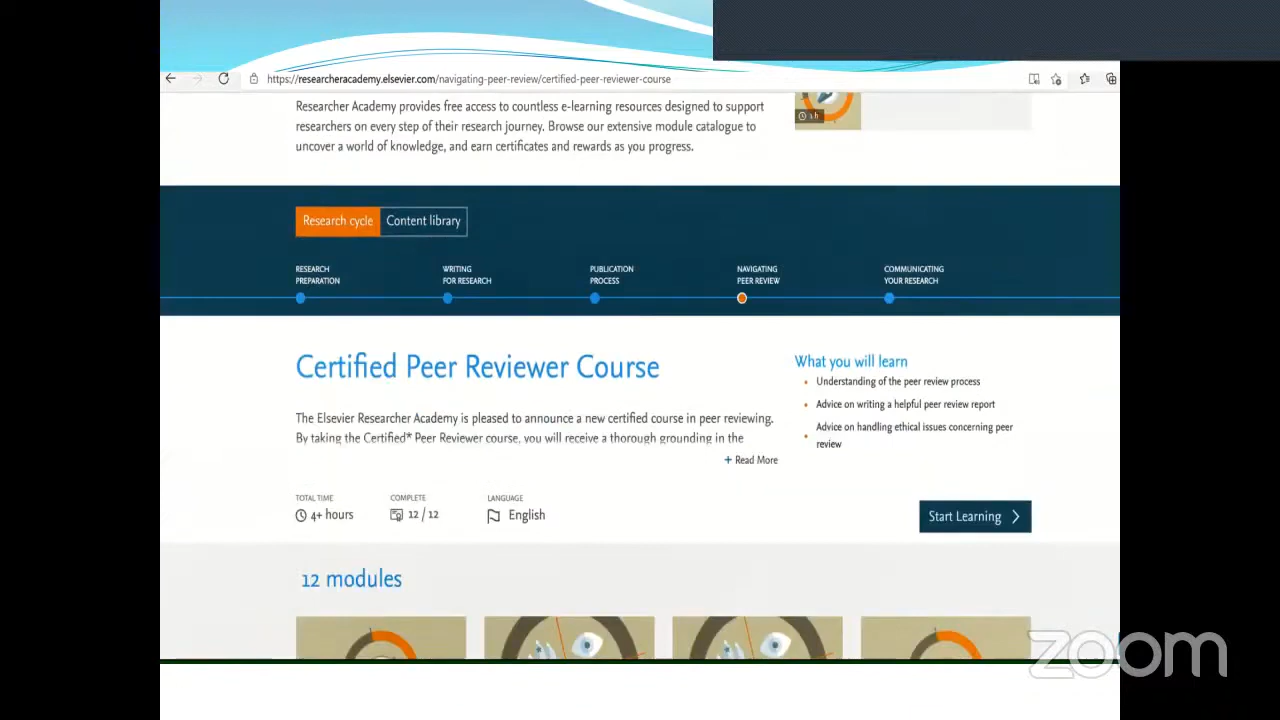 https://researcheracademy.elsevier.com/navigating-peer-review/certified-peer-reviewer-course
Researcher Academy provides free access to countless e-learning resources designed to support
researchers on every step of their research journey. Browse our extensive module catalogue to
uncover a world of knowledge, and earn certificates and rewards as you progress.
1 h
Research cycle
Content library
RESEARCH
PREPARATION
WRITING
FOR RESEARCH
PUBLICATION
PROCESS
NAVIGATING
PEER REVIEW
COMMUNICATING
YOUR RESEARCH
Certified Peer Reviewer Course
The Elsevier Researcher Academy is pleased to announce a new certified course in peer reviewing.
By taking the Certified* Peer Reviewer course, you will receive a thorough grounding in the
+ Read More
What you will learn
• Understanding of the peer review process
• Advice on writing a helpful peer review report
• Advice on handling ethical issues concerning peer
review
TOTAL TIME
4+ hours
COMPLETE
12 / 12
LANGUAGE
English
Start Learning
12 modules
zoom